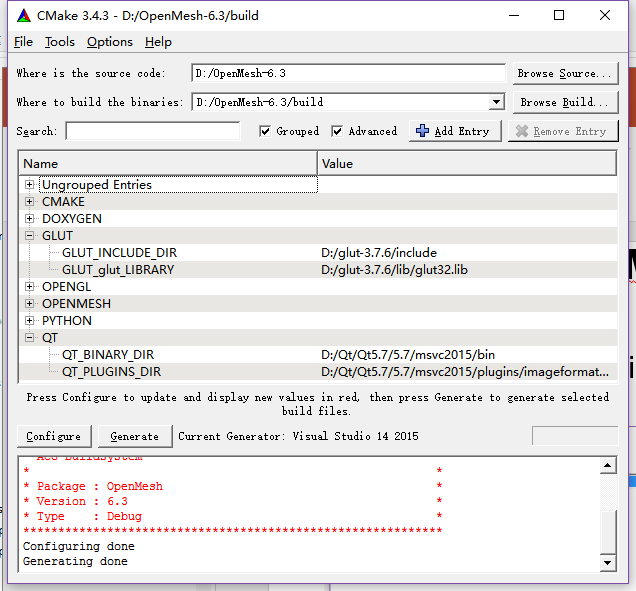 CMake 3.4.3 - D:/OpenMesh-6.3/build
File Tools Options Help
Where is the source code: D:/OpenMesh-6.3 Browse Source...
Where to build the binaries: D:/OpenMesh-6.3/build Browse Build...
Search: Grouped Advanced Add Entry Remove Entry
Name Value
Ungrouped Entries
CMAKE
DOXYGEN
GLUT
GLUT_INCLUDE_DIR D:/glut-3.7.6/include
GLUT_glut_LIBRARY D:/glut-3.7.6/lib/glut32.lib
OPENGL
OPENMESH
PYTHON
QT
QT_BINARY_DIR D:/Qt/Qt5.7/5.7/msvc2015/bin
QT_PLUGINS_DIR D:/Qt/Qt5.7/5.7/msvc2015/plugins/imageformat...
Press Configure to update and display new values in red, then press Generate to generate selected
build files.
Configure Generate Current Generator: Visual Studio 14 2015
ACG Buildsystem
* *
* Package : OpenMesh *
* Version : 6.3 *
* Type : Debug *
************************************************************
Configuring done
Generating done